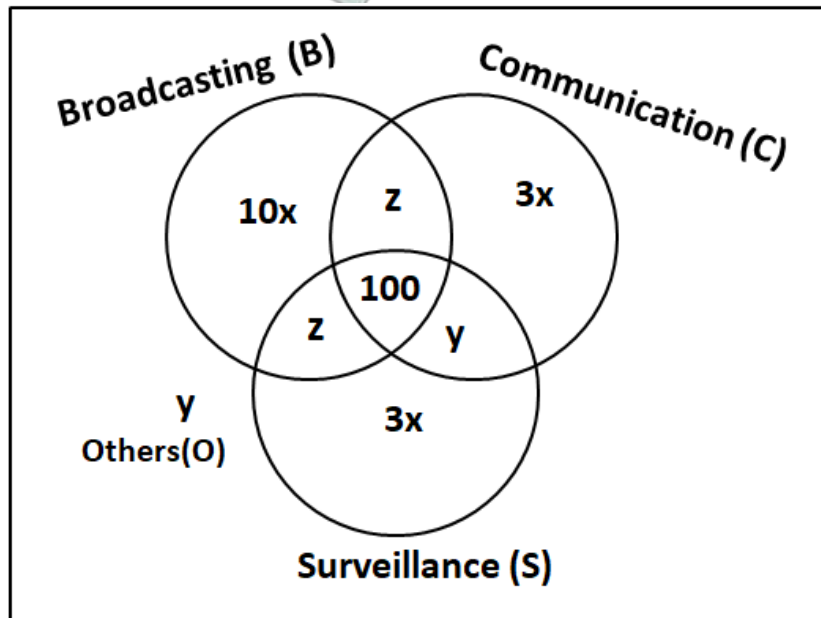 Broadcasting (B)
Communication (C)
10x
z
3x
100
z
y
y
Others(O)
3x
Surveillance (S)